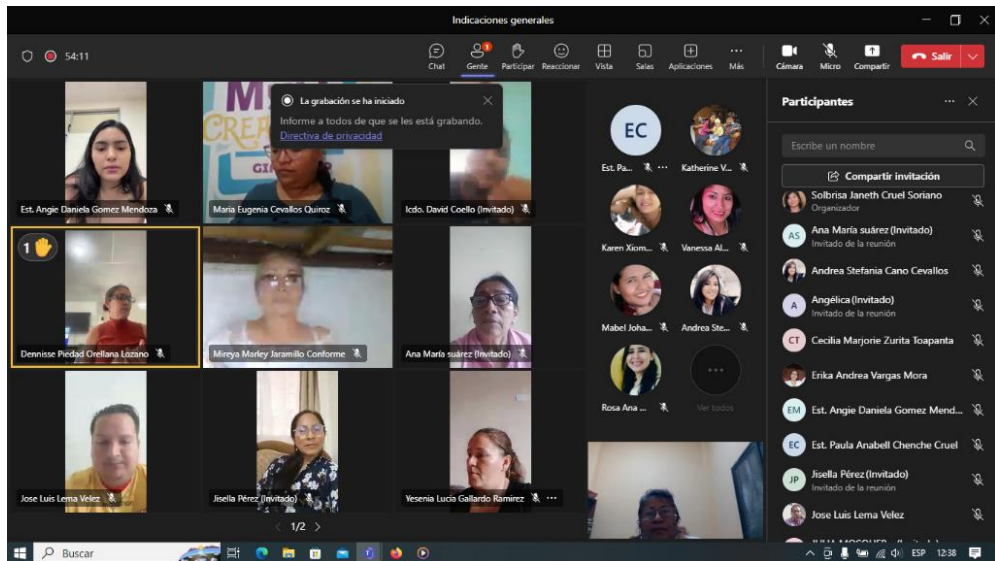 Indicaciones generales
54:11
Chat
Gente
1
Participar
Reaccionar
Vista
Salas
Aplicaciones
Más
Cámara
Micro
Compartir
Salir
La grabación se ha iniciado
Informe a todos de que se les está grabando.
Directiva de privacidad
Est. Angie Daniela Gomez Mendoza
Maria Eugenia Cevallos Quiroz
lcdo. David Coello (Invitado)
1
Dennisse Piedad Orellana Lozano
Mireya Marley Jaramillo Conforme
Ana María suárez (Invitado)
Jose Luis Lema Velez
Jisella Pérez (Invitado)
Yesenia Lucia Gallardo Ramirez
1/2
EC
Est. Pa...
Katherine V...
Karen Xiom...
Vanessa Al...
Mabel Joha...
Andrea Ste...
Rosa Ana ...
Ver todos
Participantes
Escribe un nombre
Compartir invitación
Solbrisa Janeth Cruel Soriano
Organizador
AS
Ana María suárez (Invitado)
Invitado de la reunión
Andrea Stefania Cano Cevallos
A
Angélica (Invitado)
Invitado de la reunión
CT
Cecilia Marjorie Zurita Toapanta
Erika Andrea Vargas Mora
EM
Est. Angie Daniela Gomez Mend...
EC
Est. Paula Anabell Chenche Cruel
JP
Jisella Pérez (Invitado)
Invitado de la reunión
Jose Luis Lema Velez
Buscar
ESP
12:38